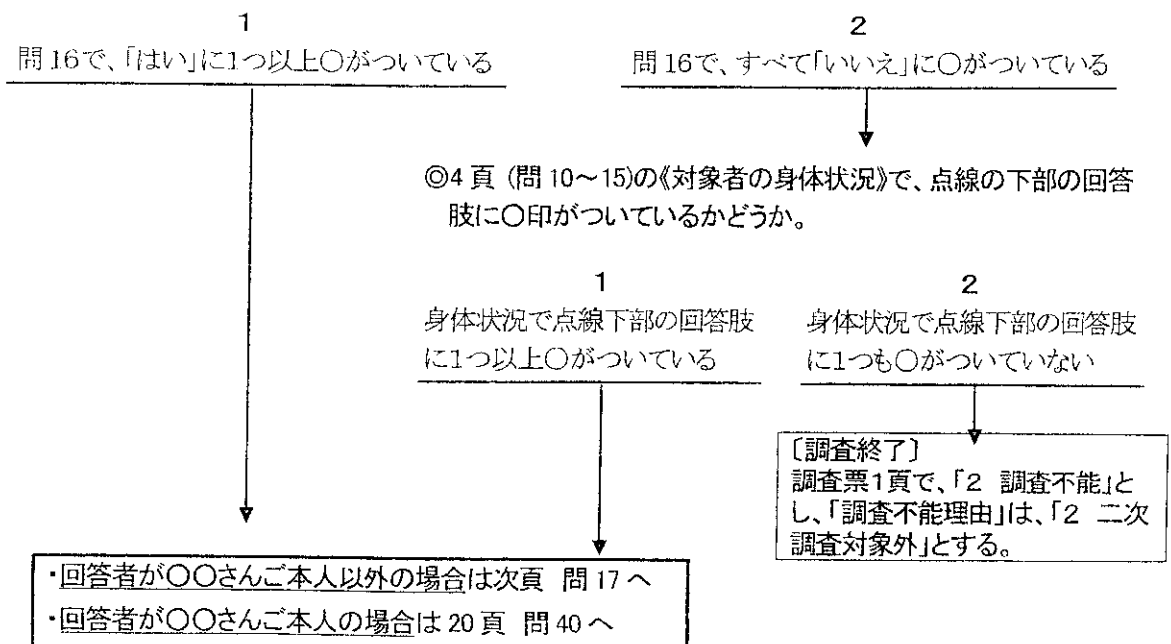 1
問16で、「はい」に1つ以上〇がついている
2
問16で、すべて「いいえ」に〇がついている
◎4頁（問10～15)の《対象者の身体状況》で、点線の下部の回答
肢に〇印がついているかどうか。
1
身体状況で点線下部の回答肢
に1つ以上〇がついている
2
身体状況で点線下部の回答肢
に1つも〇がついていない
〔調査終了〕
調査票1頁で、「2 調査不能」と
し、「調査不能理由」は、「2 二次
調査対象外」とする。
・回答者が〇〇さんご本人以外の場合は次頁 問17へ
・回答者が〇〇さんご本人の場合は20頁 問40へ